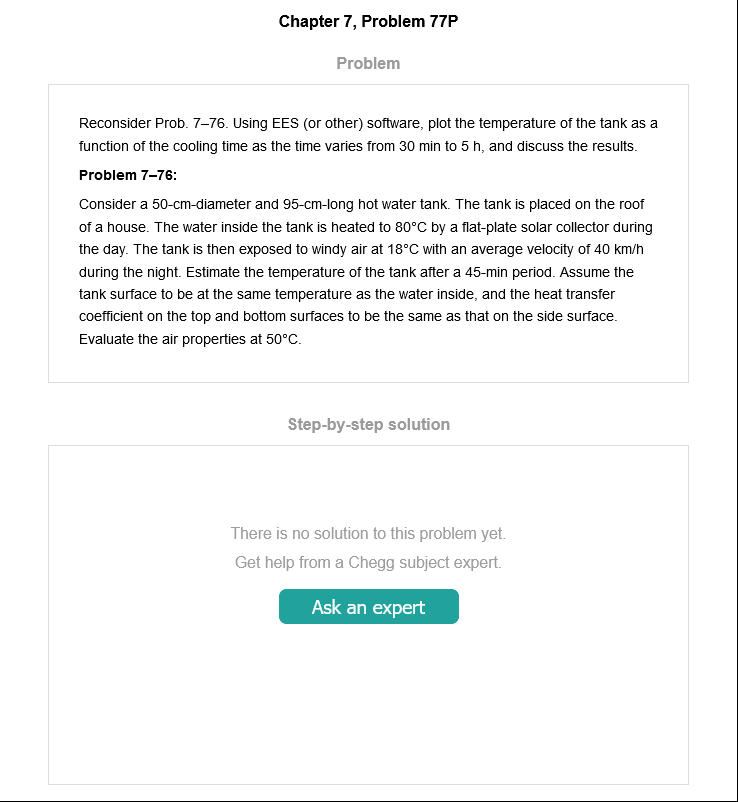 Chapter 7, Problem 77P
Problem
Reconsider Prob. 7–76. Using EES (or other) software, plot the temperature of the tank as a
function of the cooling time as the time varies from 30 min to 5 h, and discuss the results.
Problem 7–76:
Consider a 50-cm-diameter and 95-cm-long hot water tank. The tank is placed on the roof
of a house. The water inside the tank is heated to 80°C by a flat-plate solar collector during
the day. The tank is then exposed to windy air at 18°C with an average velocity of 40 km/h
during the night. Estimate the temperature of the tank after a 45-min period. Assume the
tank surface to be at the same temperature as the water inside, and the heat transfer
coefficient on the top and bottom surfaces to be the same as that on the side surface.
Evaluate the air properties at 50°C.
Step-by-step solution
There is no solution to this problem yet.
Get help from a Chegg subject expert.
Ask an expert